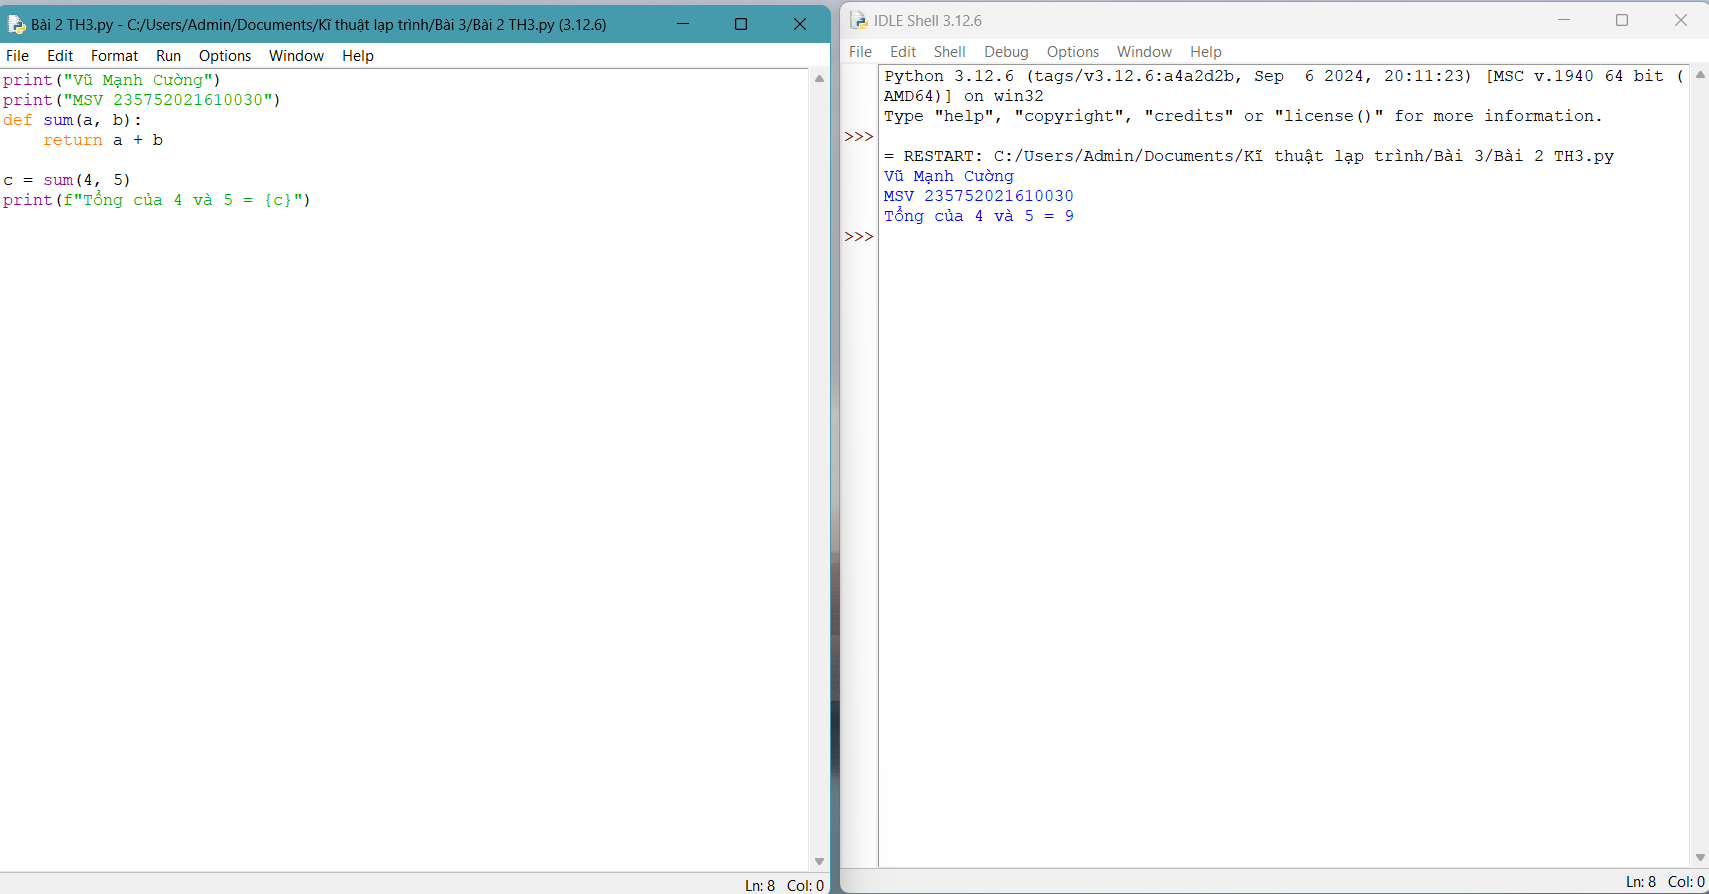 Bài 2 TH3.py - C:/Users/Admin/Documents/Kĩ thuật lạp trình/Bài 3/Bài 2 TH3.py (3.12.6)
File Edit Format Run Options Window Help
print("Vũ Mạnh Cường")
print("MSV 235752021610030")
def sum(a, b):
    return a + b
c = sum(4, 5)
print(f"Tổng của 4 và 5 = {c}")
Ln: 8 Col: 0
IDLE Shell 3.12.6
File Edit Shell Debug Options Window Help
Python 3.12.6 (tags/v3.12.6:a4a2d2b, Sep  6 2024, 20:11:23) [MSC v.1940 64 bit (
AMD64)] on win32
Type "help", "copyright", "credits" or "license()" for more information.
>>>
= RESTART: C:/Users/Admin/Documents/Kĩ thuật lạp trình/Bài 3/Bài 2 TH3.py
Vũ Mạnh Cường
MSV 235752021610030
Tổng của 4 và 5 = 9
>>>
Ln: 8 Col: 0